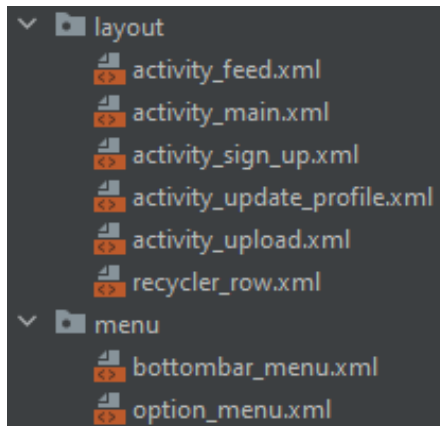 layout
activity_feed.xml
activity_main.xml
activity_sign_up.xml
activity_update_profile.xml
activity_upload.xml
recycler_row.xml
menu
bottombar_menu.xml
option_menu.xml